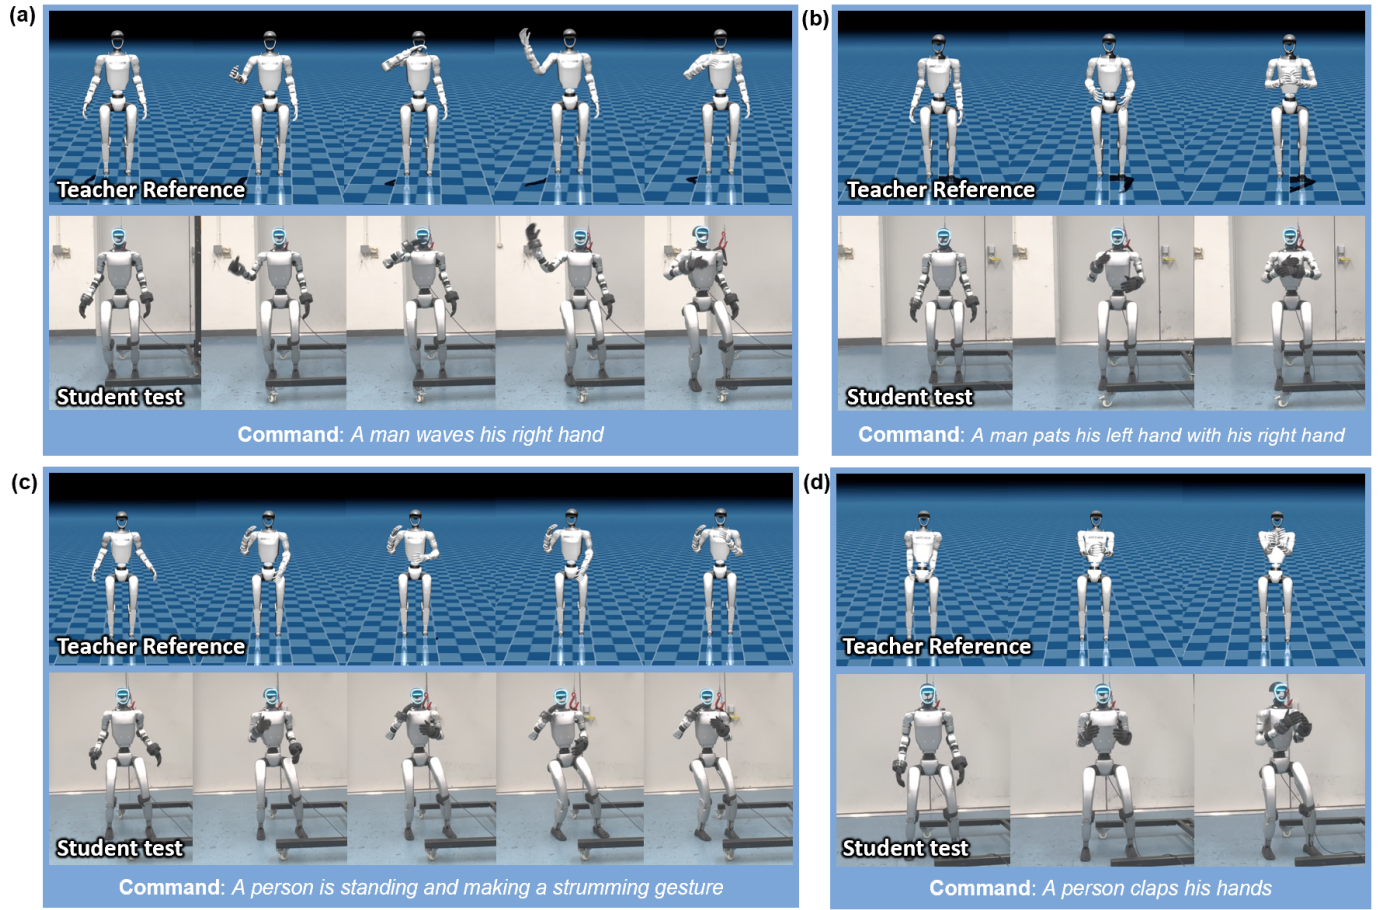 (a)
Teacher Reference
Student test
Command: A man waves his right hand
(b)
Teacher Reference
Student test
Command: A man pats his left hand with his right hand
(c)
Teacher Reference
Student test
Command: A person is standing and making a strumming gesture
(d)
Teacher Reference
Student test
Command: A person claps his hands